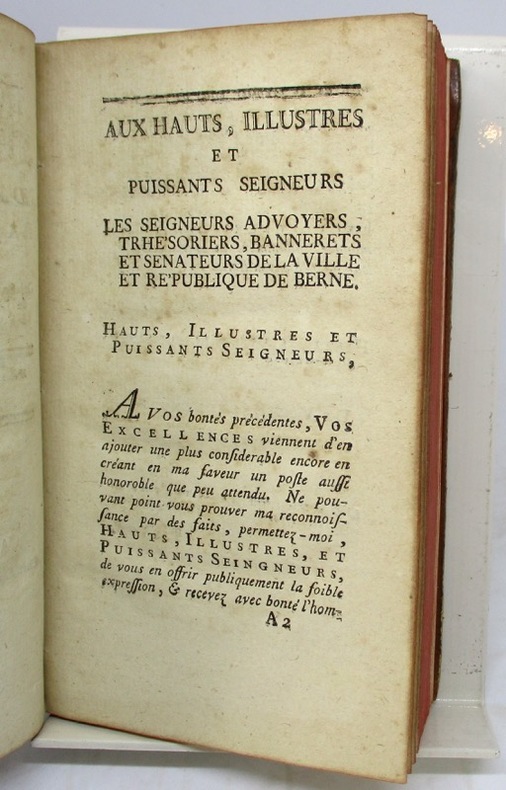 AUX HAUTS, ILLUSTRES
ET
PUISSANTS SEIGNEURS
LES SEIGNEURS ADVOYERS,
TRHE'SORIERS, BANNERETS
ET SENATEURS DE LA VILLE
ET RE'PUBLIQUE DE BERNE.
HAUTS, ILLUSTRES ET
PUISSANTS SEIGNEURS,
A VOS bontés précédentes, VOS
EXCELLENCES viennent d'en
ajouter une plus considerable encore en
créant en ma faveur un poste aussi
honoroble que peu attendu. Ne pou-
vant point vous prouver ma reconnois-
sance par des faits, permettez-moi,
HAUTS, ILLUSTRES, ET
PUISSANTS SEINGNEURS,
de vous en offrir publiquement la foible
expression, & recevez avec bonté l'hom-
A 2